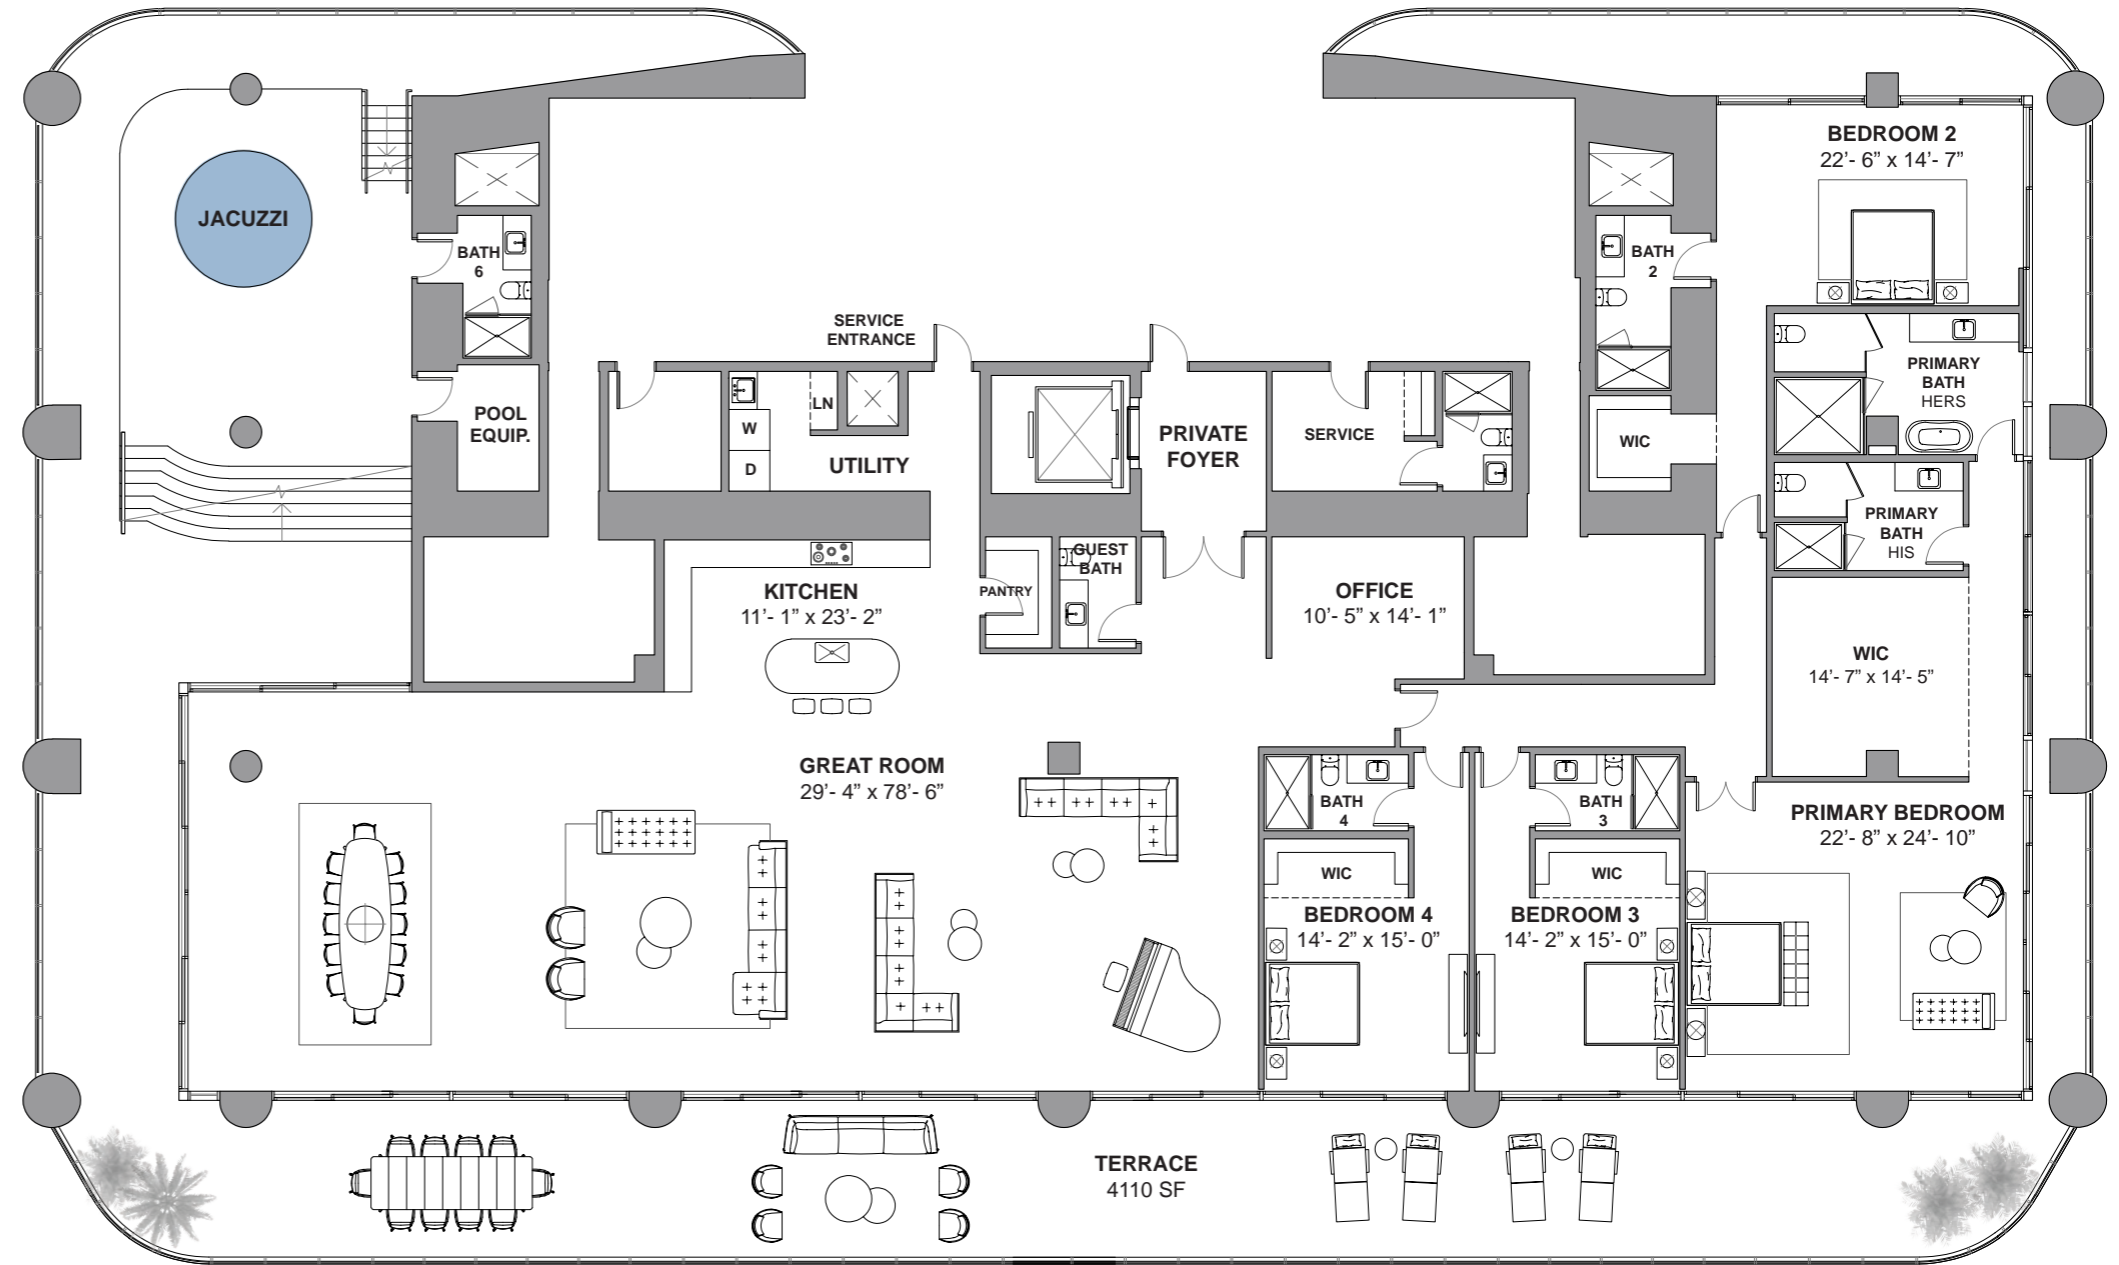 BEDROOM 2
22’- 6” x 14’- 7”
JACUZZI
BATH
6
BATH
2
SERVICE
ENTRANCE
PRIMARY
BATH
HERS
POOL
EQUIP.
LN
W
D
UTILITY
PRIVATE
FOYER
SERVICE
WIC
PRIMARY
BATH
HIS
GUEST
BATH
PANTRY
KITCHEN
11’- 1” x 23’- 2”
OFFICE
10’- 5” x 14’- 1”
WIC
14’- 7” x 14’- 5”
GREAT ROOM
29’- 4” x 78’- 6”
BATH
4
BATH
3
PRIMARY BEDROOM
22’- 8” x 24’- 10”
WIC
WIC
BEDROOM 4
14’- 2” x 15’- 0”
BEDROOM 3
14’- 2” x 15’- 0”
TERRACE
4110 SF